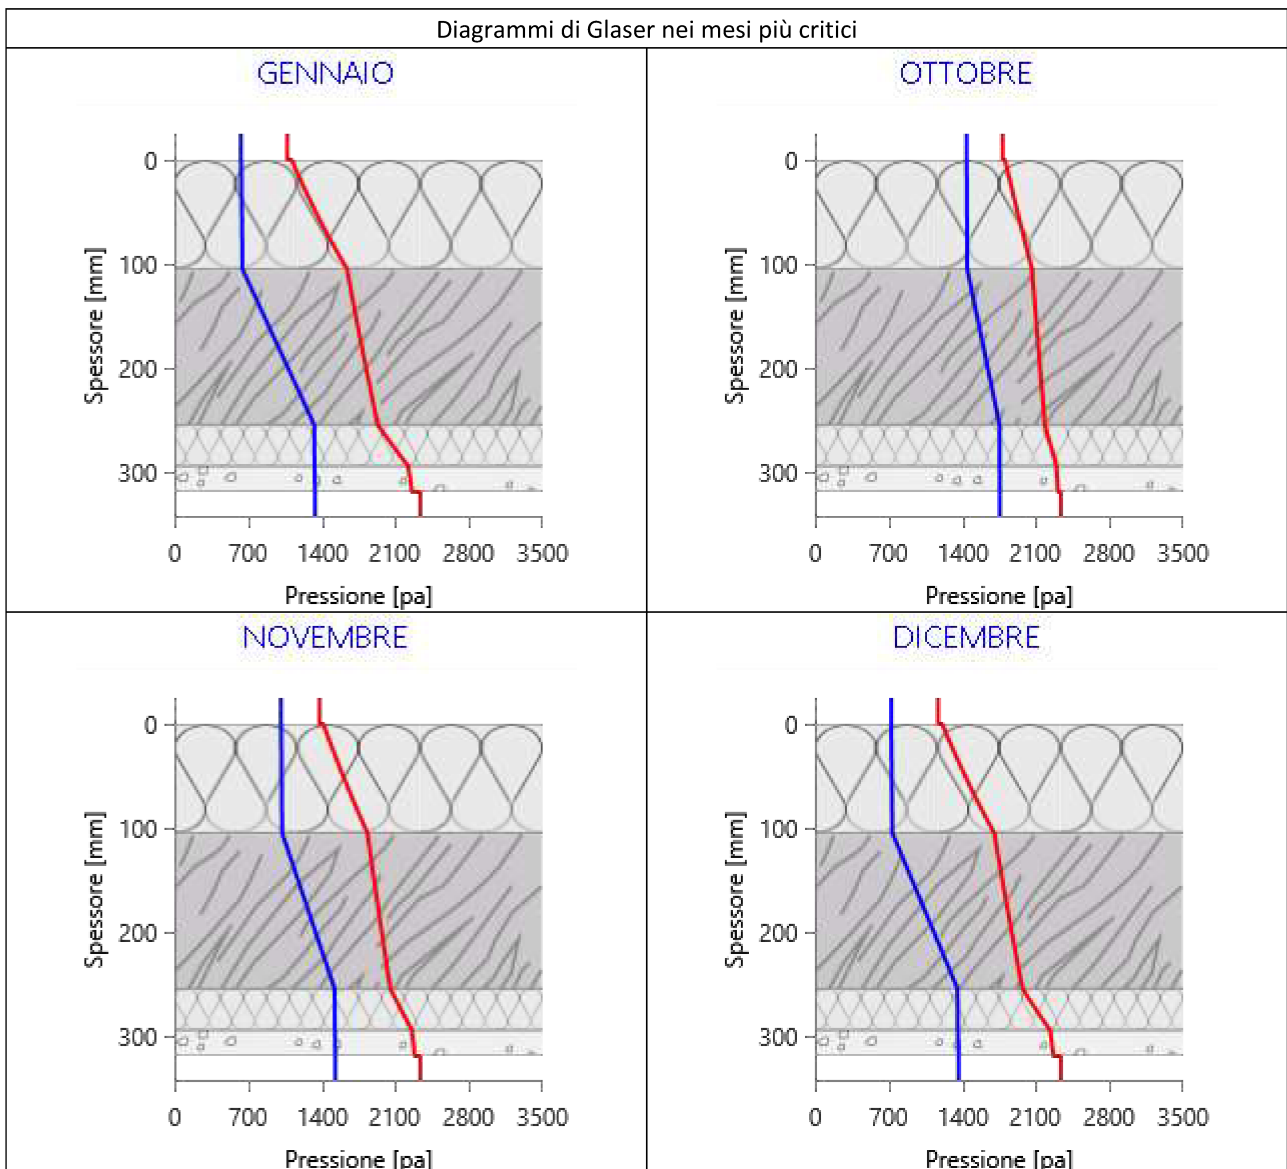 Diagrammi di Glaser nei mesi più critici
GENNAIO
0
100
200
300
Spessore [mm]
0 700 1400 2100 2800 3500
Pressione [pa]
OTTOBRE
0
100
200
300
Spessore [mm]
0 700 1400 2100 2800 3500
Pressione [pa]
NOVEMBRE
0
100
200
300
Spessore [mm]
0 700 1400 2100 2800 3500
Pressione [pa]
DICEMBRE
0
100
200
300
Spessore [mm]
0 700 1400 2100 2800 3500
Pressione [pa]